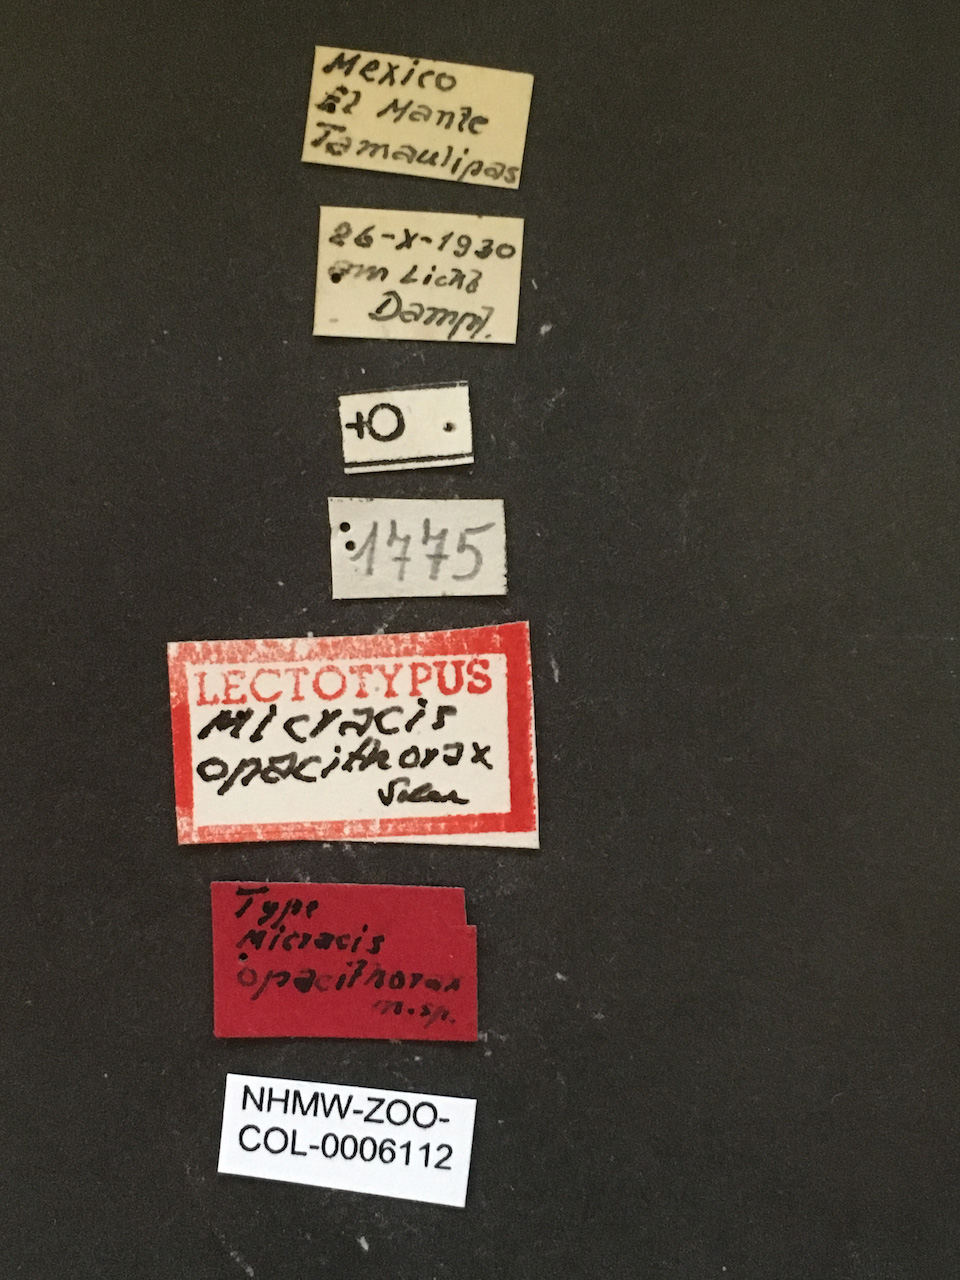 Mexico
El Mante
Tamaulipas
26-X-1930
am Licht
Dampf.
♀
1775
LECTOTYPUS
Micracis
opacithorax
Schedl
Type
Micracis
opacithorax
n.sp.
NHMW-ZOO-
COL-0006112